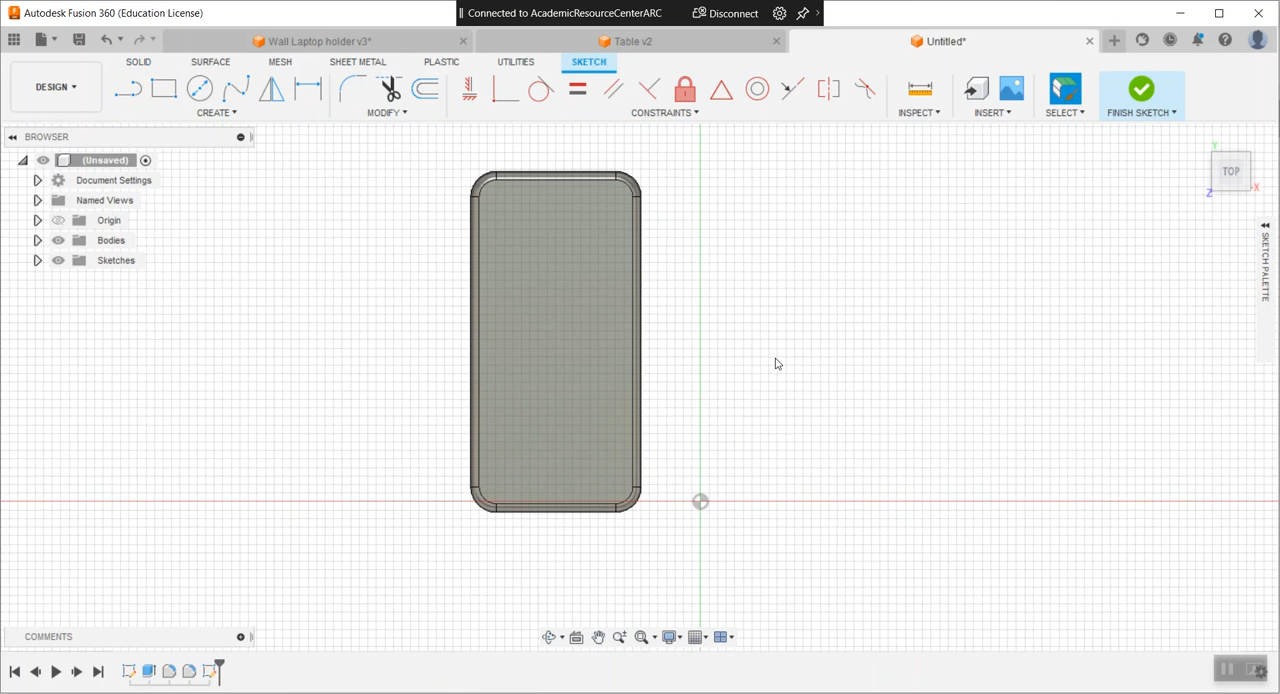 Autodesk Fusion 360 (Education License)
Connected to AcademicResourceCenterARC
Disconnect
Wall Laptop holder v3*
Table v2
Untitled*
DESIGN
SOLID
SURFACE
MESH
SHEET METAL
PLASTIC
UTILITIES
SKETCH
CREATE
MODIFY
CONSTRAINTS
INSPECT
INSERT
SELECT
FINISH SKETCH
BROWSER
(Unsaved)
Document Settings
Named Views
Origin
Bodies
Sketches
Y
TOP
X
Z
SKETCH PALETTE
COMMENTS